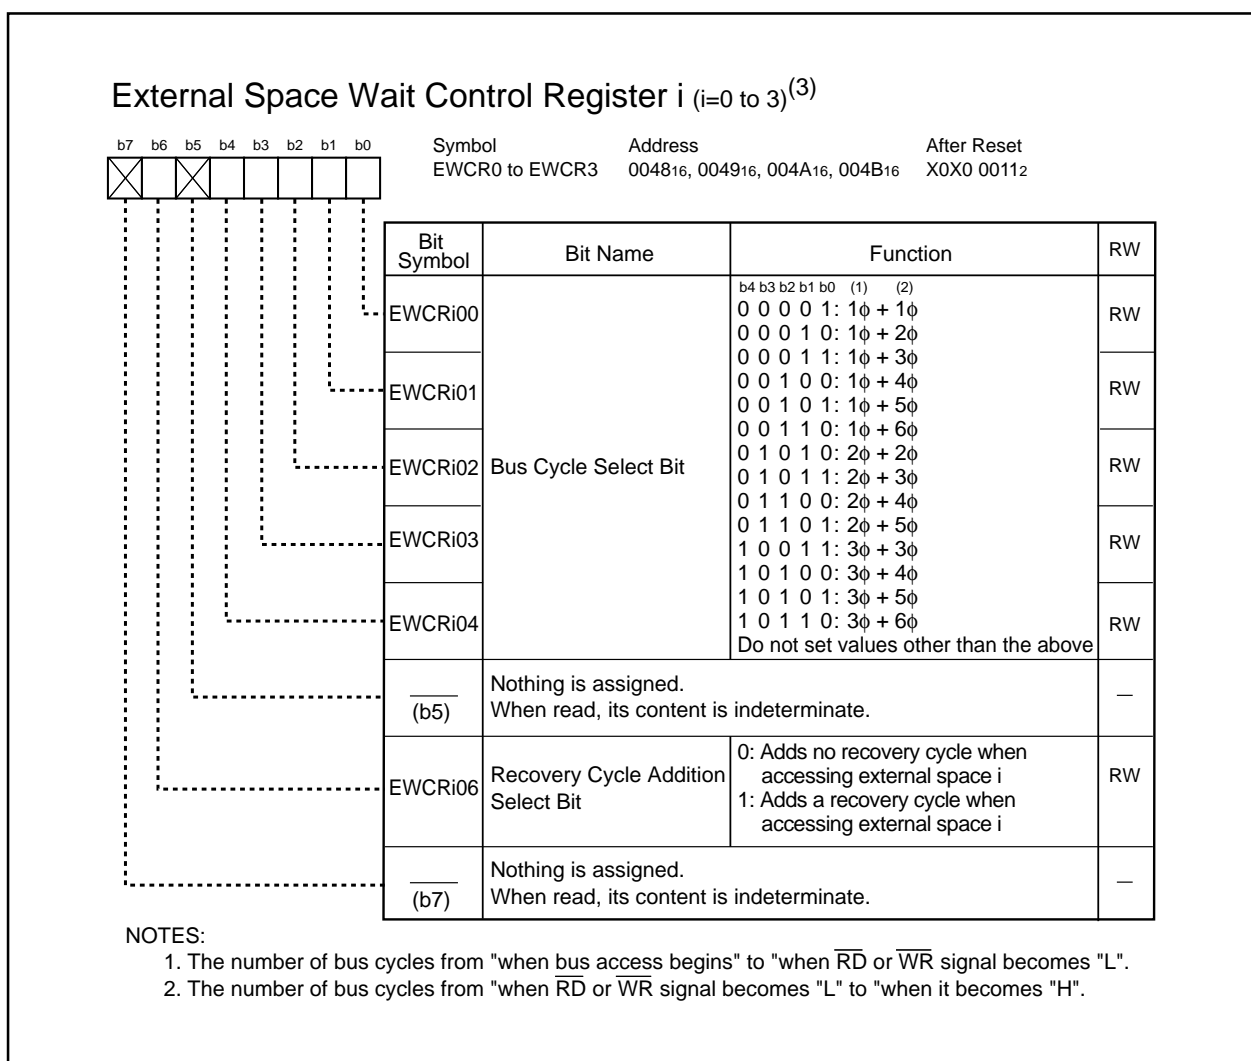 External Space Wait Control Register i (i=0 to 3)(3)
b7 b6 b5 b4 b3 b2 b1 b0
Symbol Address After Reset
EWCR0 to EWCR3 004816, 004916, 004A16, 004B16 X0X0 00112
Bit Symbol Bit Name Function RW
b4 b3 b2 b1 b0 (1) (2)
EWCRi00 RW
EWCRi01 RW
EWCRi02 RW
EWCRi03 RW
EWCRi04 RW
Bus Cycle Select Bit
0 0 0 0 1: 1ϕ + 1ϕ
0 0 0 1 0: 1ϕ + 2ϕ
0 0 0 1 1: 1ϕ + 3ϕ
0 0 1 0 0: 1ϕ + 4ϕ
0 0 1 0 1: 1ϕ + 5ϕ
0 0 1 1 0: 1ϕ + 6ϕ
0 1 0 1 0: 2ϕ + 2ϕ
0 1 0 1 1: 2ϕ + 3ϕ
0 1 1 0 0: 2ϕ + 4ϕ
0 1 1 0 1: 2ϕ + 5ϕ
1 0 0 1 1: 3ϕ + 3ϕ
1 0 1 0 0: 3ϕ + 4ϕ
1 0 1 0 1: 3ϕ + 5ϕ
1 0 1 1 0: 3ϕ + 6ϕ
Do not set values other than the above
(b5)
Nothing is assigned.
When read, its content is indeterminate.
—
EWCRi06
Recovery Cycle Addition
Select Bit
0: Adds no recovery cycle when
accessing external space i
1: Adds a recovery cycle when
accessing external space i
RW
(b7)
Nothing is assigned.
When read, its content is indeterminate.
—
NOTES:
1. The number of bus cycles from "when bus access begins" to "when RD or WR signal becomes "L".
2. The number of bus cycles from "when RD or WR signal becomes "L" to "when it becomes "H".